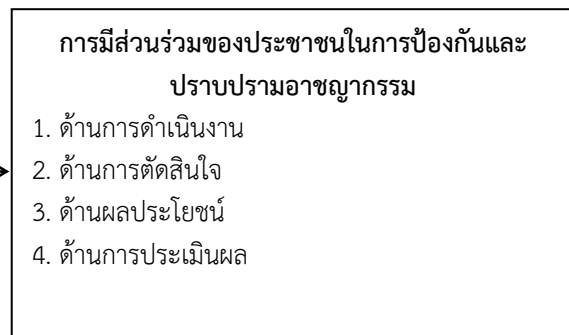 การมีส่วนร่วมของประชาชนในการป้องกันและ
ปราบปรามอาชญากรรม
1. ด้านการดำเนินงาน
2. ด้านการตัดสินใจ
3. ด้านผลประโยชน์
4. ด้านการประเมินผล